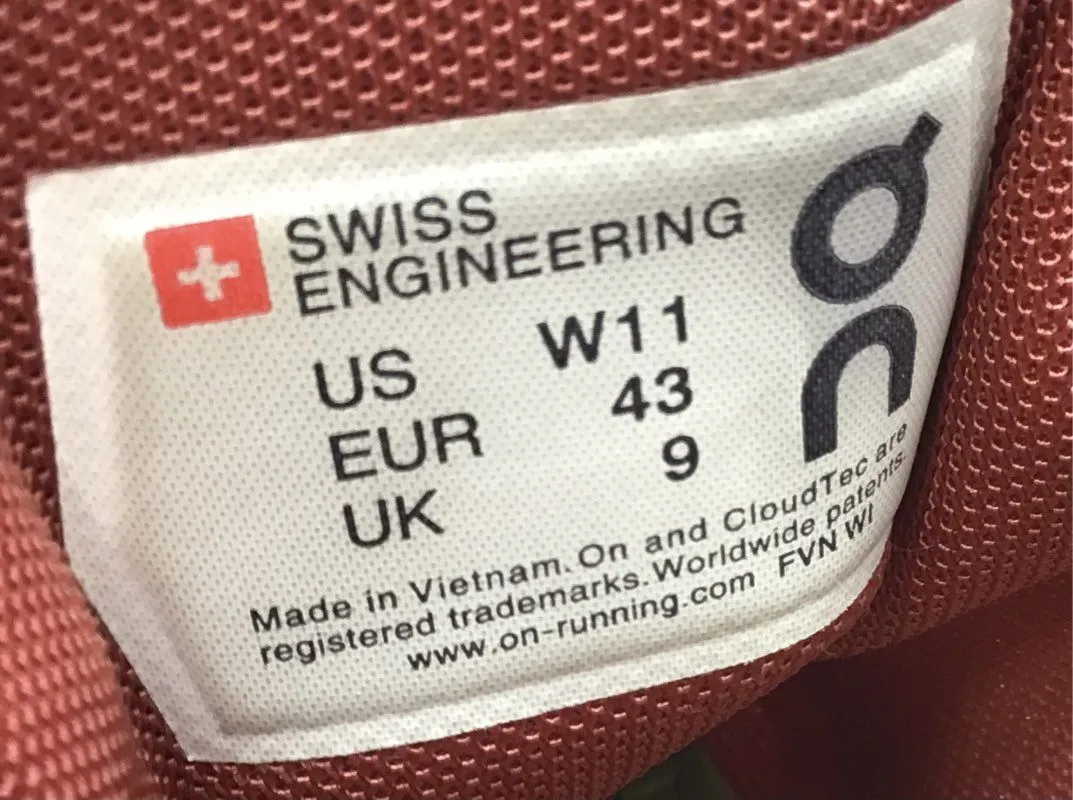 SWISS
ENGINEERING
US W11
EUR 43
UK 9
Made in Vietnam. On and CloudTec are
registered trademarks. Worldwide patents.
www.on-running.com FVN WI
On